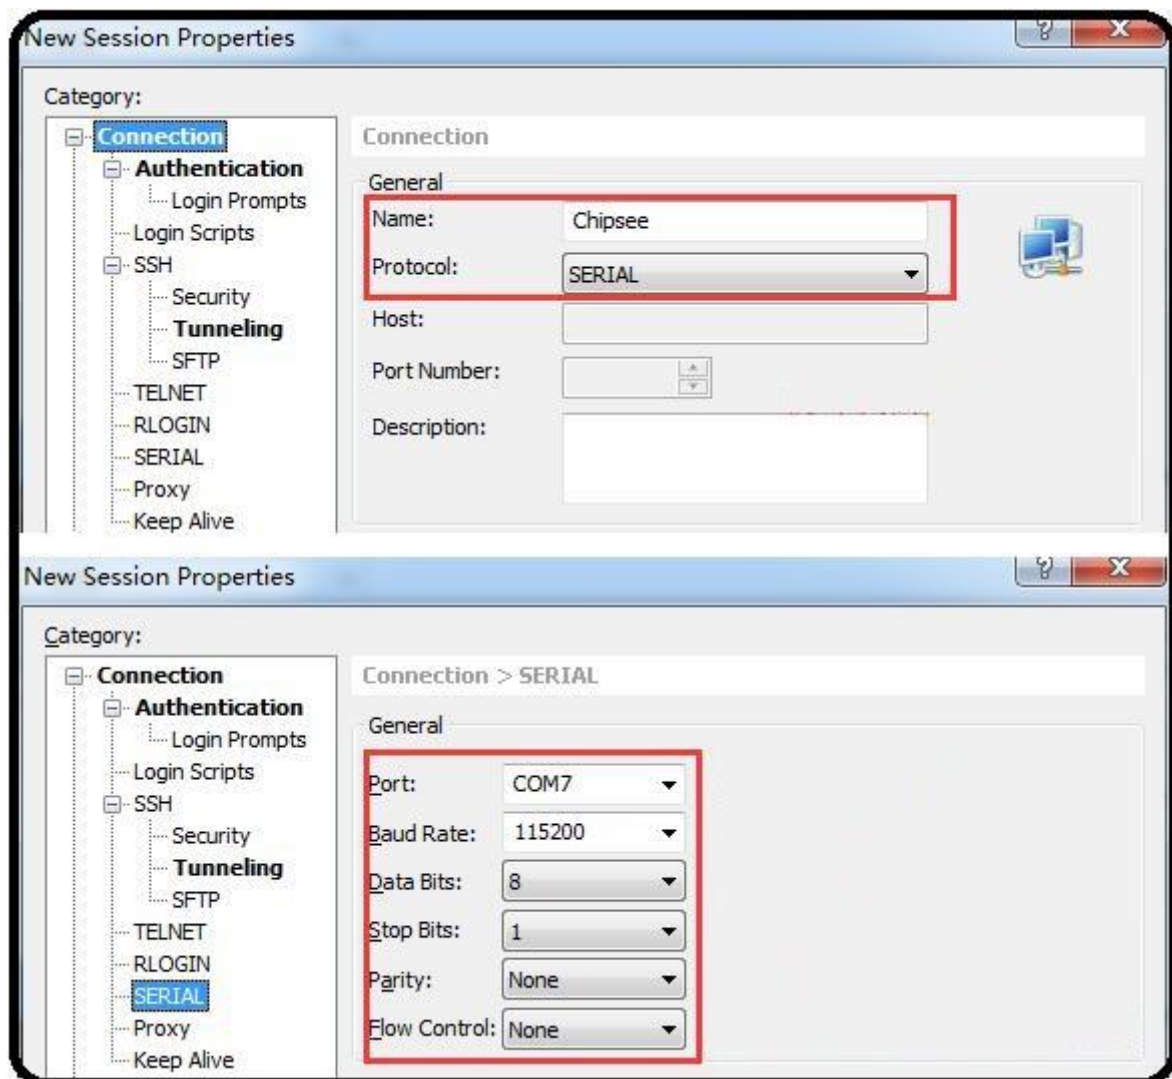 New Session Properties
Category:
Connection
Authentication
Login Prompts
Login Scripts
SSH
Security
Tunneling
SFTP
TELNET
RLOGIN
SERIAL
Proxy
Keep Alive
Connection
General
Name: Chipsee
Protocol: SERIAL
Host:
Port Number:
Description:
New Session Properties
Category:
Connection
Authentication
Login Prompts
Login Scripts
SSH
Security
Tunneling
SFTP
TELNET
RLOGIN
SERIAL
Proxy
Keep Alive
Connection > SERIAL
General
Port: COM7
Baud Rate: 115200
Data Bits: 8
Stop Bits: 1
Parity: None
Flow Control: None